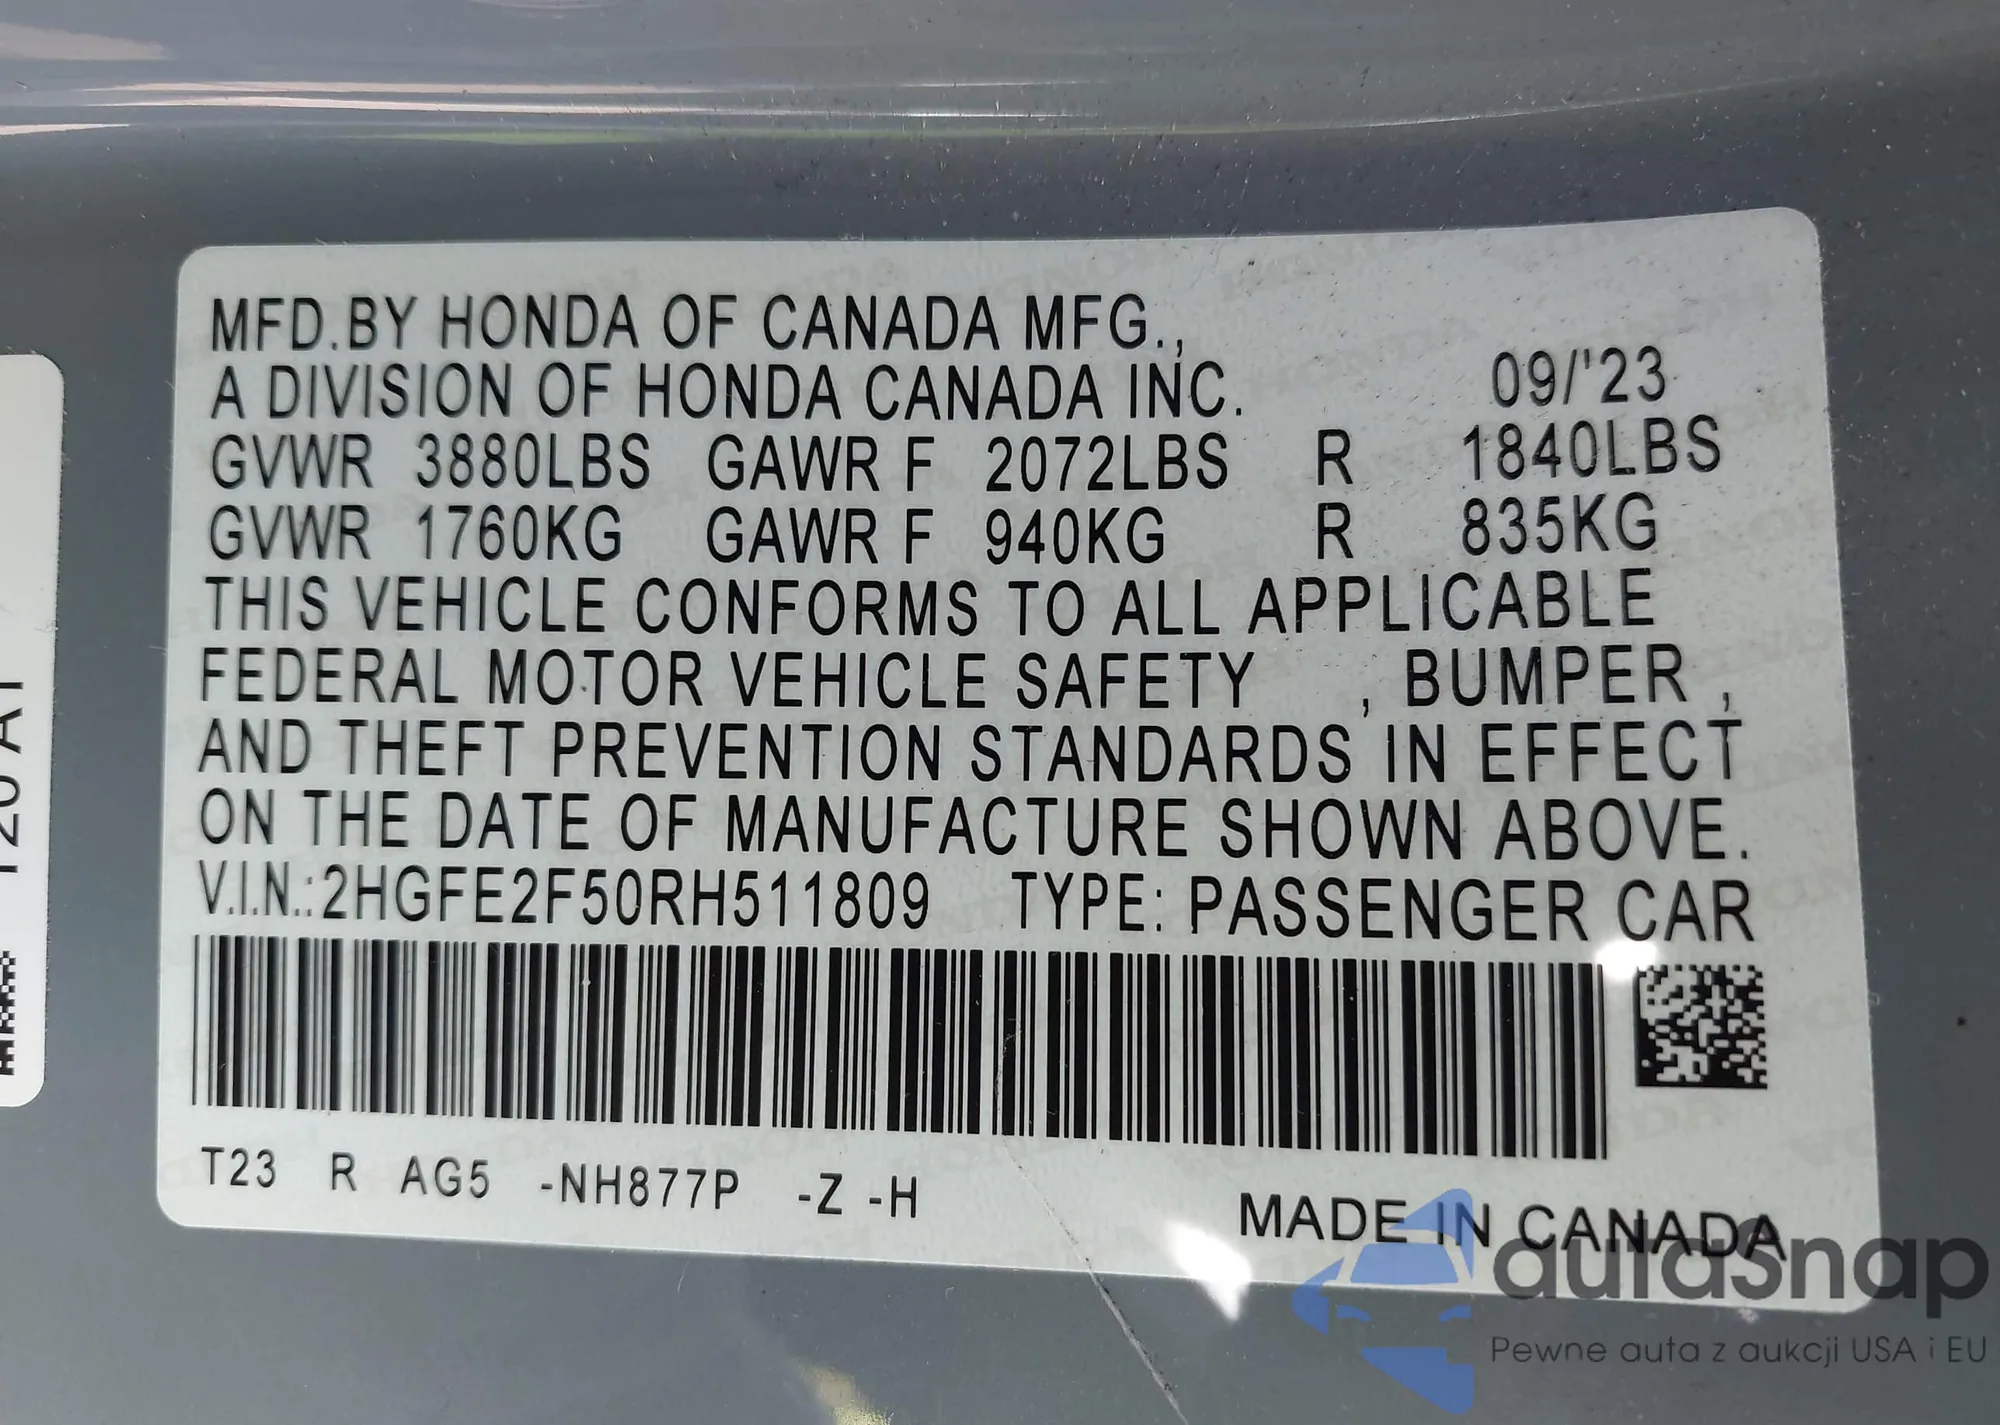 MFD.BY HONDA OF CANADA MFG.,
A DIVISION OF HONDA CANADA INC. 09/'23
GVWR 3880LBS GAWR F 2072LBS R 1840LBS
GVWR 1760KG GAWR F 940KG R 835KG
THIS VEHICLE CONFORMS TO ALL APPLICABLE
FEDERAL MOTOR VEHICLE SAFETY , BUMPER ,
AND THEFT PREVENTION STANDARDS IN EFFECT
ON THE DATE OF MANUFACTURE SHOWN ABOVE.
V.I.N.:2HGFE2F50RH511809 TYPE: PASSENGER CAR
T23 R AG5 -NH877P -Z -H
MADE IN CANADA
autaSnap
Pewne auta z aukcji USA i EU